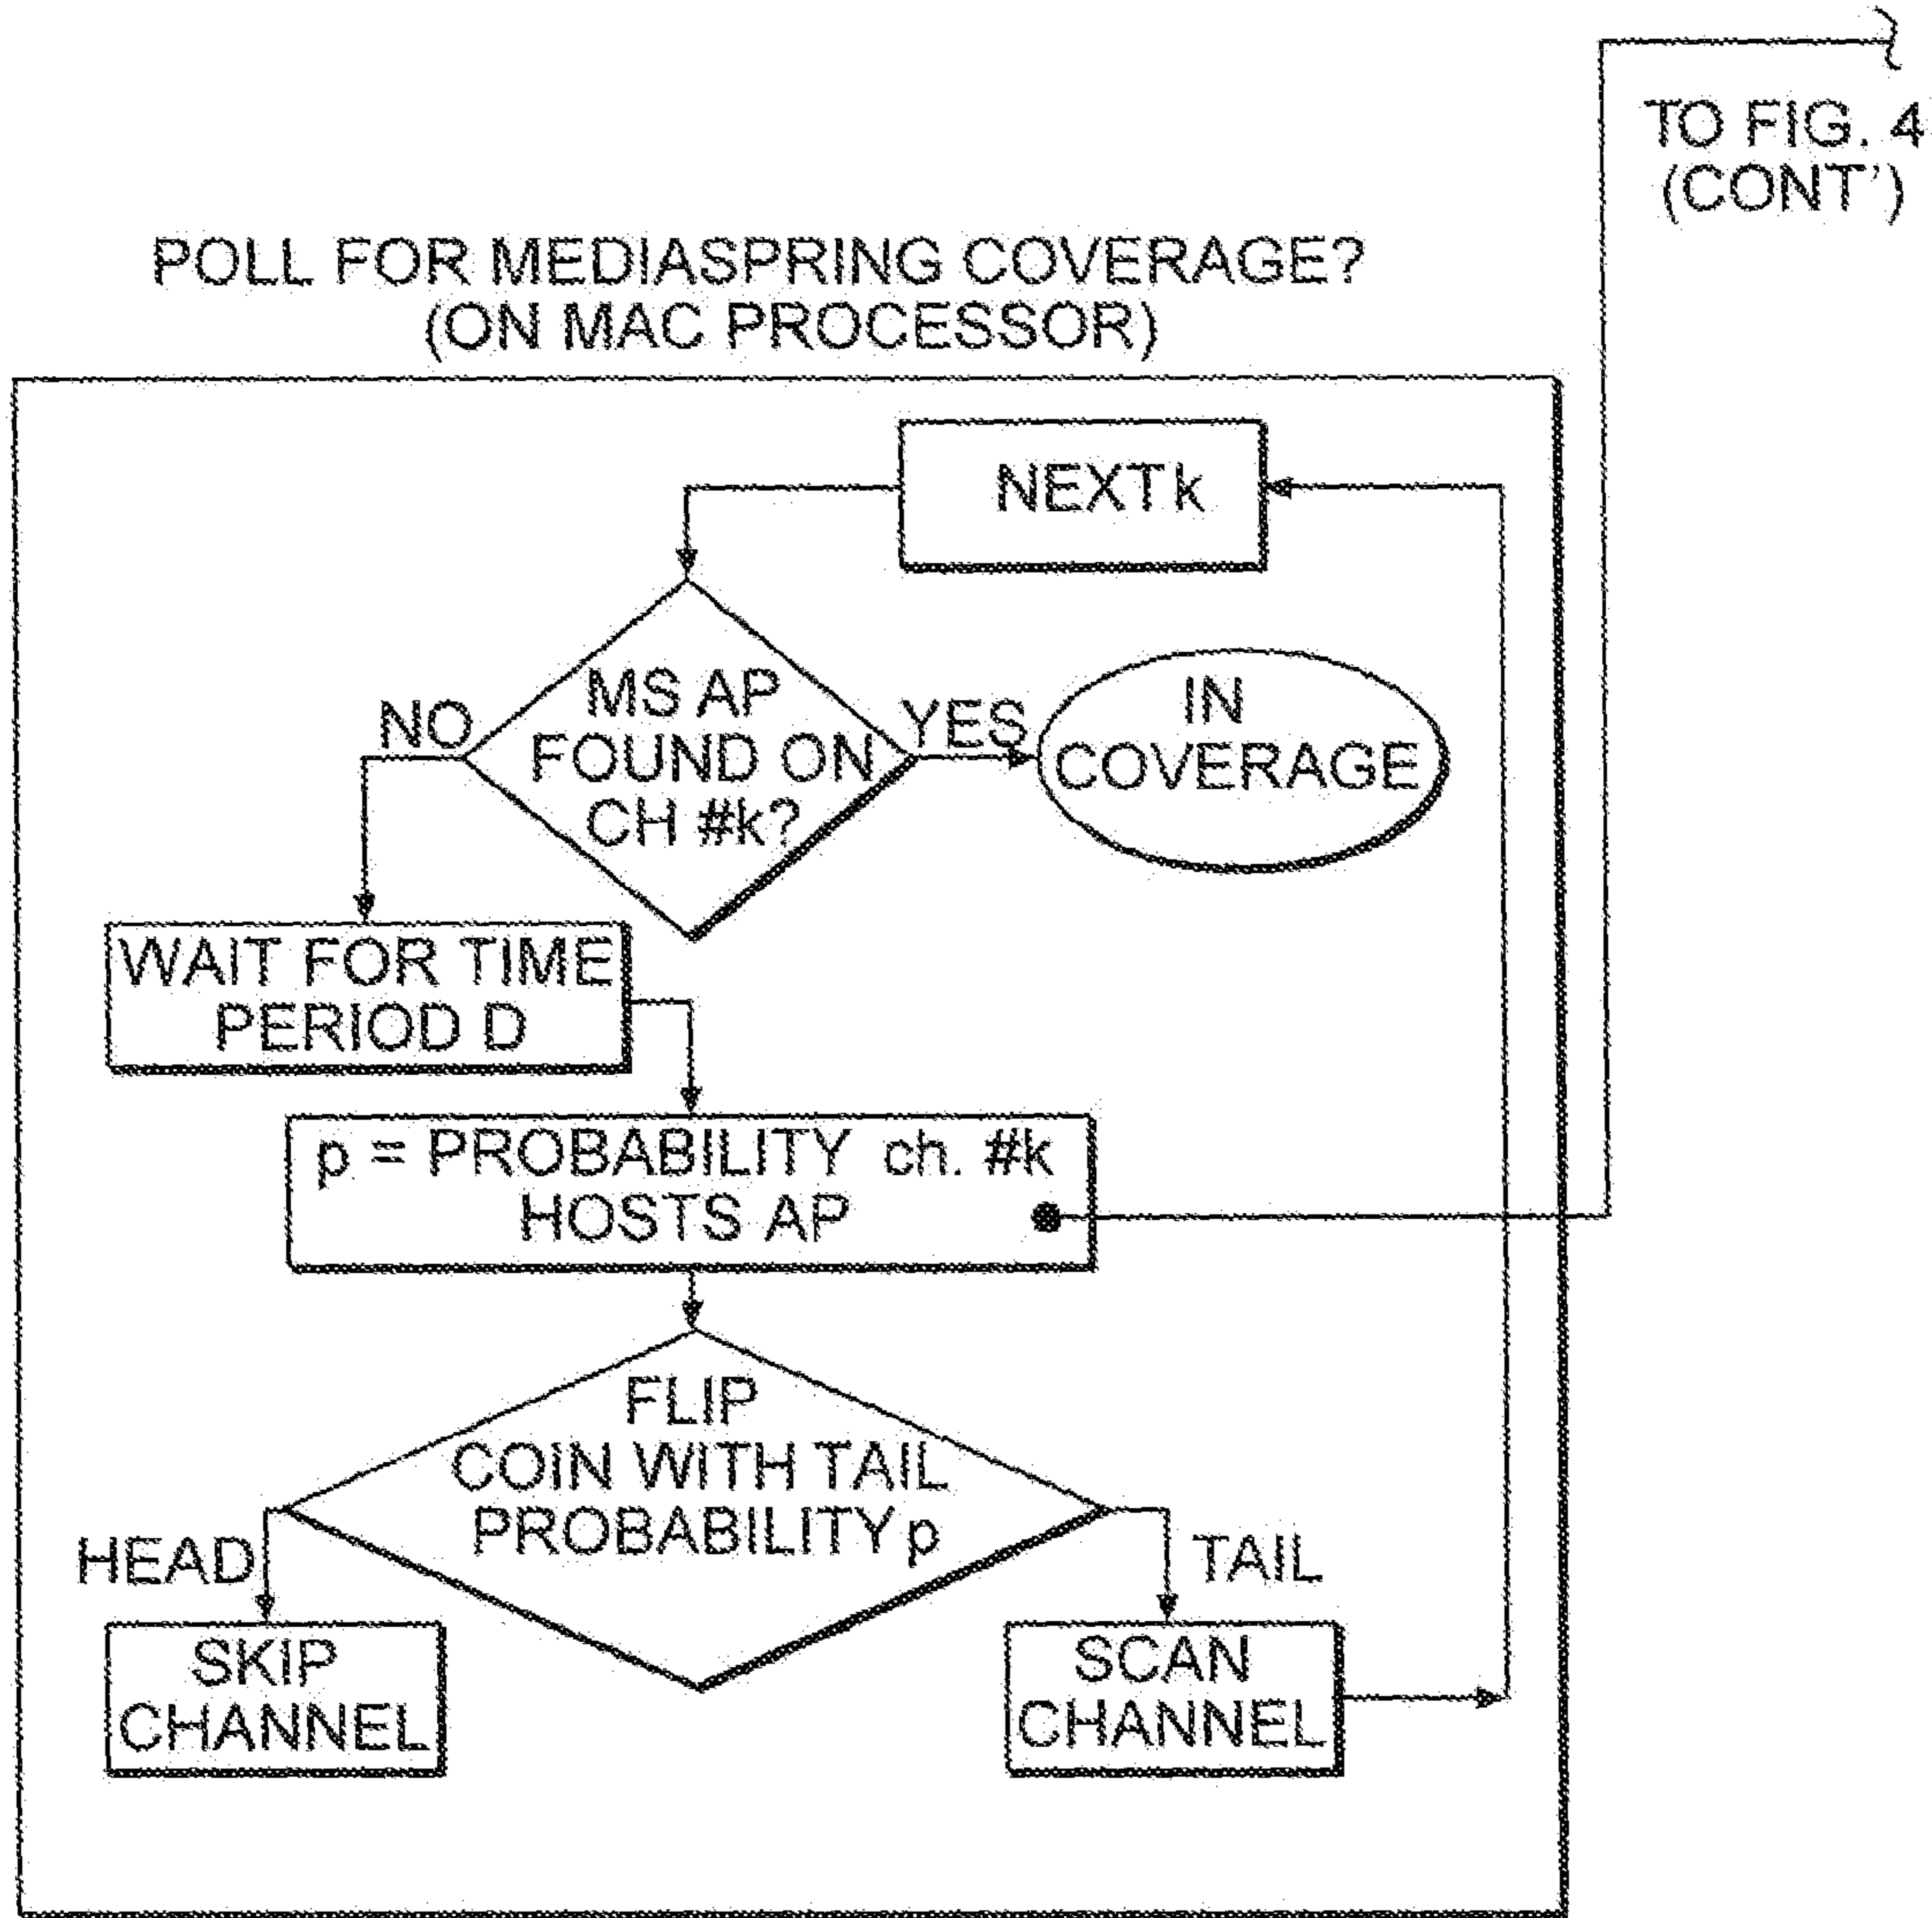 TO FIG. 4
(CONT')
POLL FOR MEDIASPRING COVERAGE?
(ON MAC PROCESSOR)
NEXT k
MS AP
FOUND ON
CH #k?
NO
YES
IN
COVERAGE
WAIT FOR TIME
PERIOD D
p = PROBABILITY ch. #k
HOSTS AP
FLIP
COIN WITH TAIL
PROBABILITY p
HEAD
TAIL
SKIP
CHANNEL
SCAN
CHANNEL